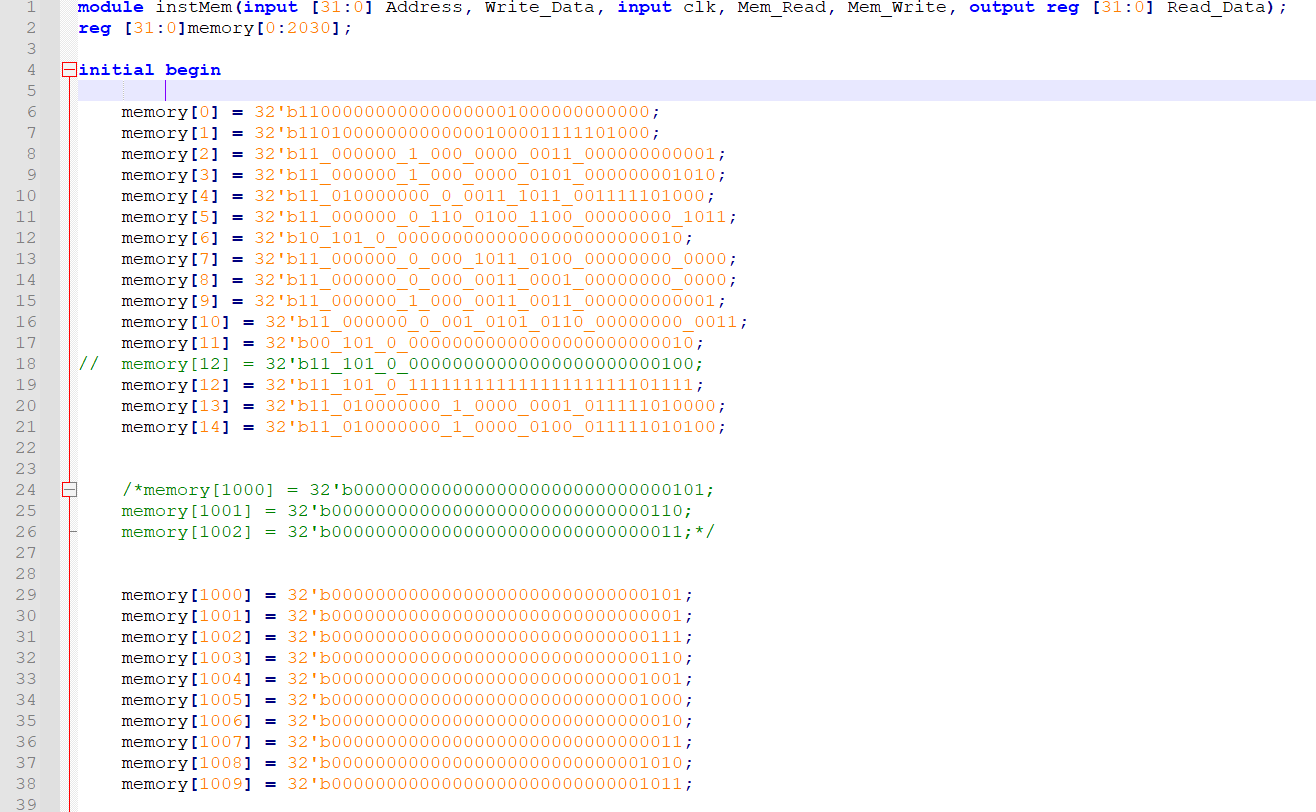 1 module instMem(input [31:0] Address, Write_Data, input clk, Mem_Read, Mem_Write, output reg [31:0] Read_Data);
2 reg [31:0]memory[0:2030];
3
4 initial begin
5
6 memory[0] = 32'b11000000000000000001000000000000;
7 memory[1] = 32'b11010000000000000100001111101000;
8 memory[2] = 32'b11_000000_1_000_0000_0011_000000000001;
9 memory[3] = 32'b11_000000_1_000_0000_0101_000000001010;
10 memory[4] = 32'b11_010000000_0_0011_1011_001111101000;
11 memory[5] = 32'b11_000000_0_110_0100_1100_00000000_1011;
12 memory[6] = 32'b10_101_0_00000000000000000000000010;
13 memory[7] = 32'b11_000000_0_000_1011_0100_00000000_0000;
14 memory[8] = 32'b11_000000_0_000_0011_0001_00000000_0000;
15 memory[9] = 32'b11_000000_1_000_0011_0011_000000000001;
16 memory[10] = 32'b11_000000_0_001_0101_0110_00000000_0011;
17 memory[11] = 32'b00_101_0_00000000000000000000000010;
18 // memory[12] = 32'b11_101_0_00000000000000000000000100;
19 memory[12] = 32'b11_101_0_11111111111111111111101111;
20 memory[13] = 32'b11_010000000_1_0000_0001_011111010000;
21 memory[14] = 32'b11_010000000_1_0000_0100_011111010100;
22
23
24 /*memory[1000] = 32'b00000000000000000000000000000101;
25 memory[1001] = 32'b00000000000000000000000000000110;
26 memory[1002] = 32'b00000000000000000000000000000011;*/
27
28
29 memory[1000] = 32'b00000000000000000000000000000101;
30 memory[1001] = 32'b00000000000000000000000000000001;
31 memory[1002] = 32'b00000000000000000000000000000111;
32 memory[1003] = 32'b00000000000000000000000000000110;
33 memory[1004] = 32'b00000000000000000000000000001001;
34 memory[1005] = 32'b00000000000000000000000000001000;
35 memory[1006] = 32'b00000000000000000000000000000010;
36 memory[1007] = 32'b00000000000000000000000000000011;
37 memory[1008] = 32'b00000000000000000000000000001010;
38 memory[1009] = 32'b00000000000000000000000000001011;
39